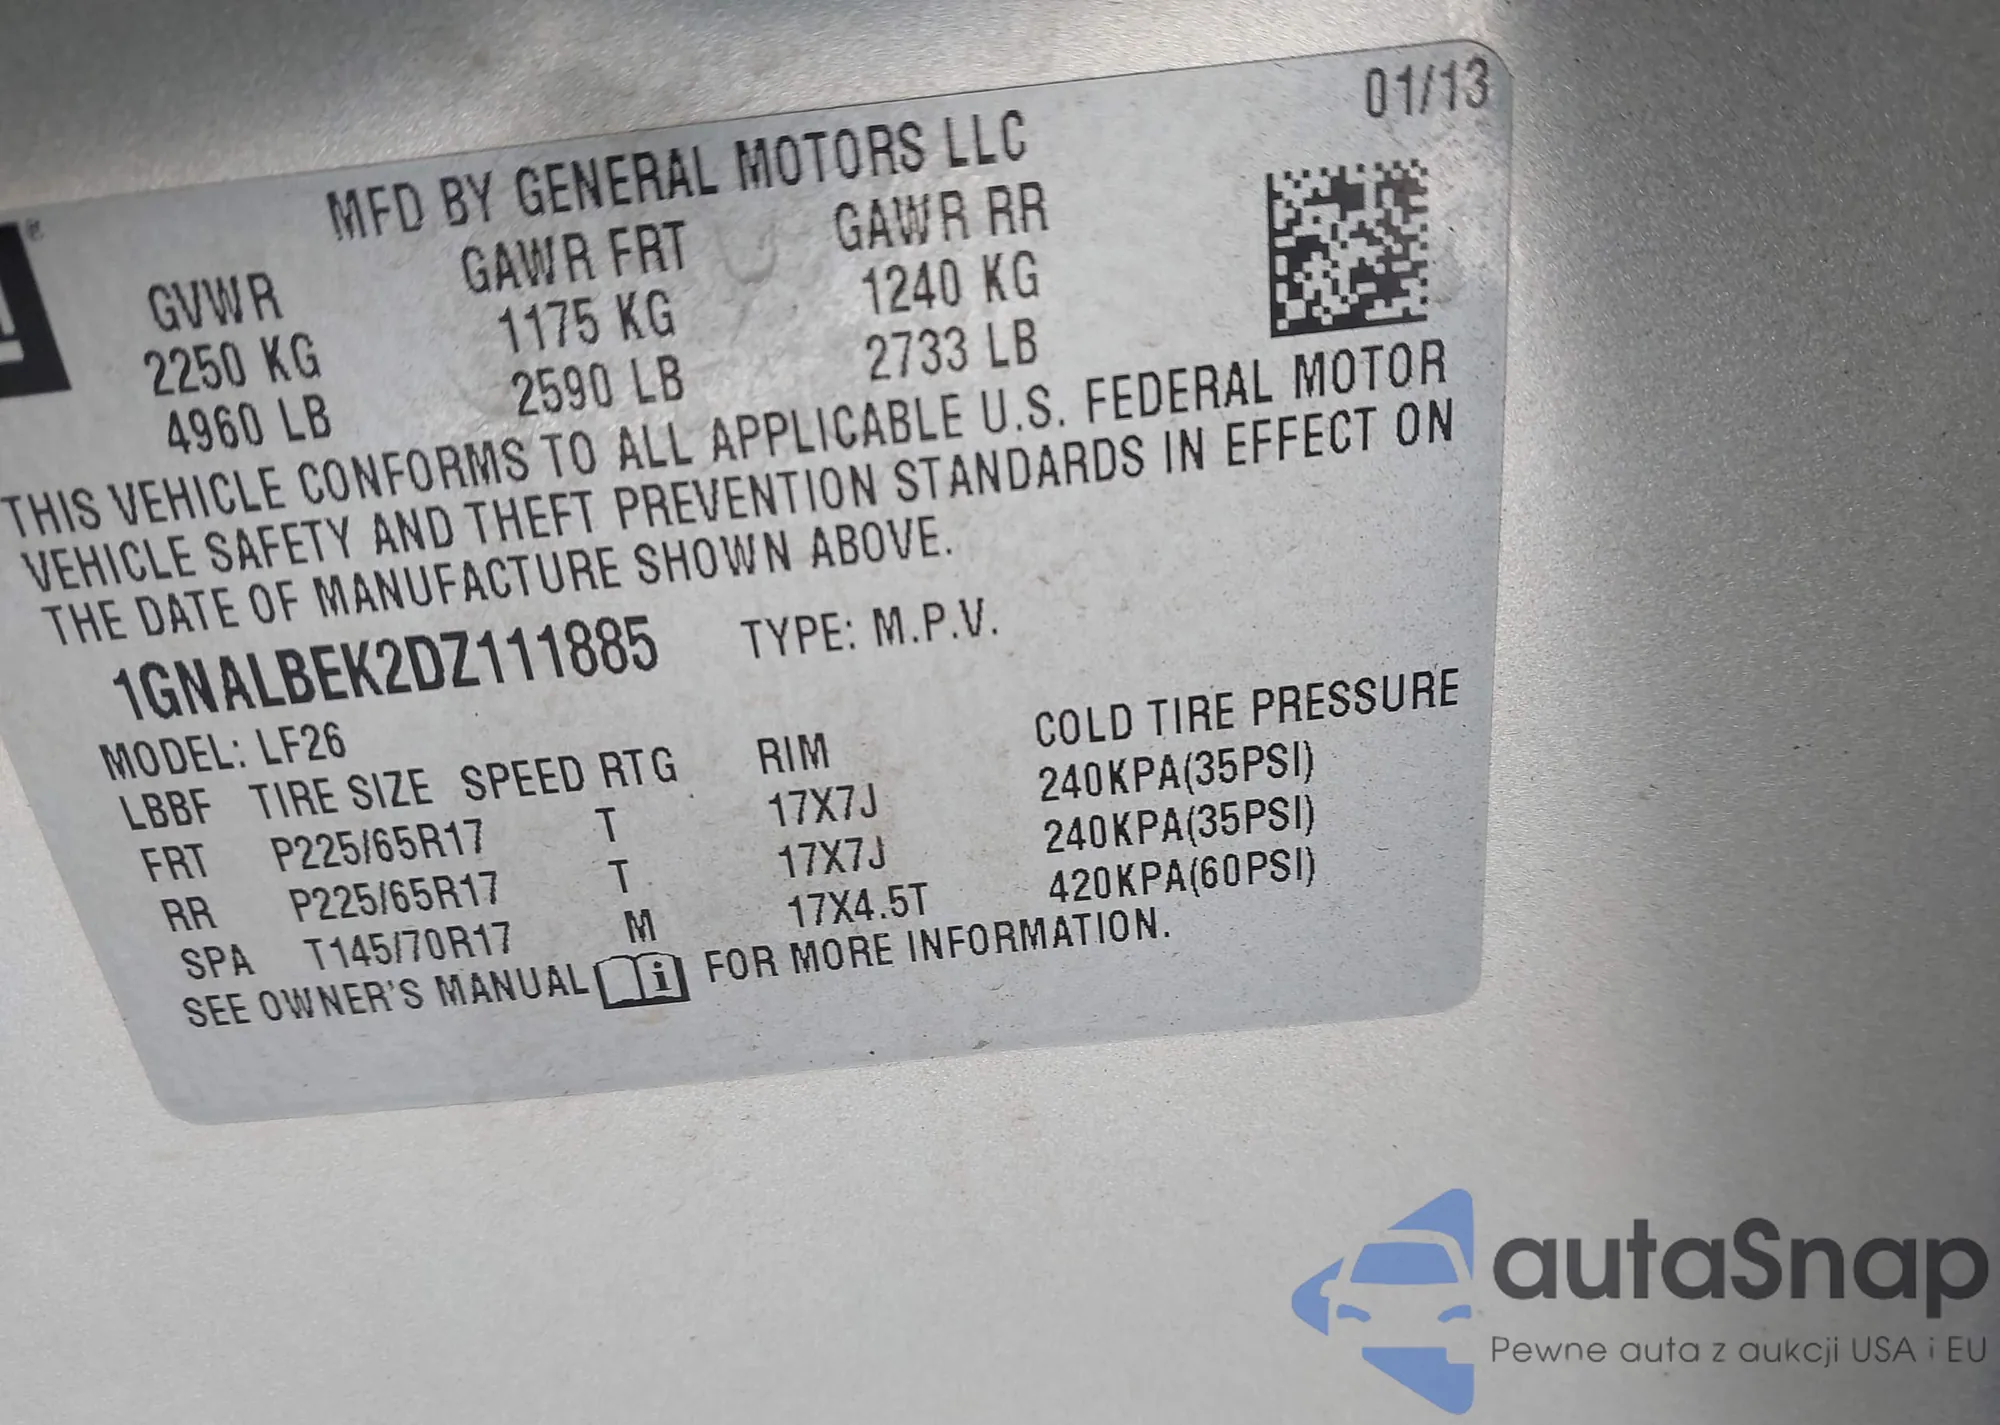 01/13
MFD BY GENERAL MOTORS LLC
GVWR GAWR FRT GAWR RR
2250 KG 1175 KG 1240 KG
4960 LB 2590 LB 2733 LB
THIS VEHICLE CONFORMS TO ALL APPLICABLE U.S. FEDERAL MOTOR
VEHICLE SAFETY AND THEFT PREVENTION STANDARDS IN EFFECT ON
THE DATE OF MANUFACTURE SHOWN ABOVE.
1GNALBEK2DZ111885 TYPE: M.P.V.
MODEL: LF26
LBBF TIRE SIZE SPEED RTG RIM COLD TIRE PRESSURE
FRT P225/65R17 T 17X7J 240KPA(35PSI)
RR P225/65R17 T 17X7J 240KPA(35PSI)
SPA T145/70R17 M 17X4.5T 420KPA(60PSI)
SEE OWNER'S MANUAL FOR MORE INFORMATION.
autaSnap
Pewne auta z aukcji USA i EU